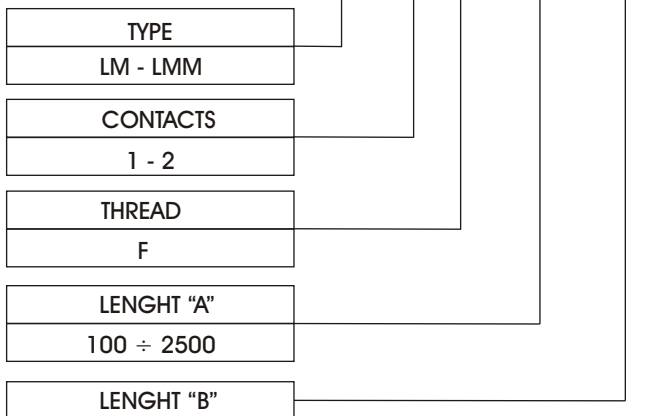 TYPE
LM - LMM
CONTACTS
1 - 2
THREAD
F
LENGHT “A”
100 ÷ 2500
LENGHT “B”